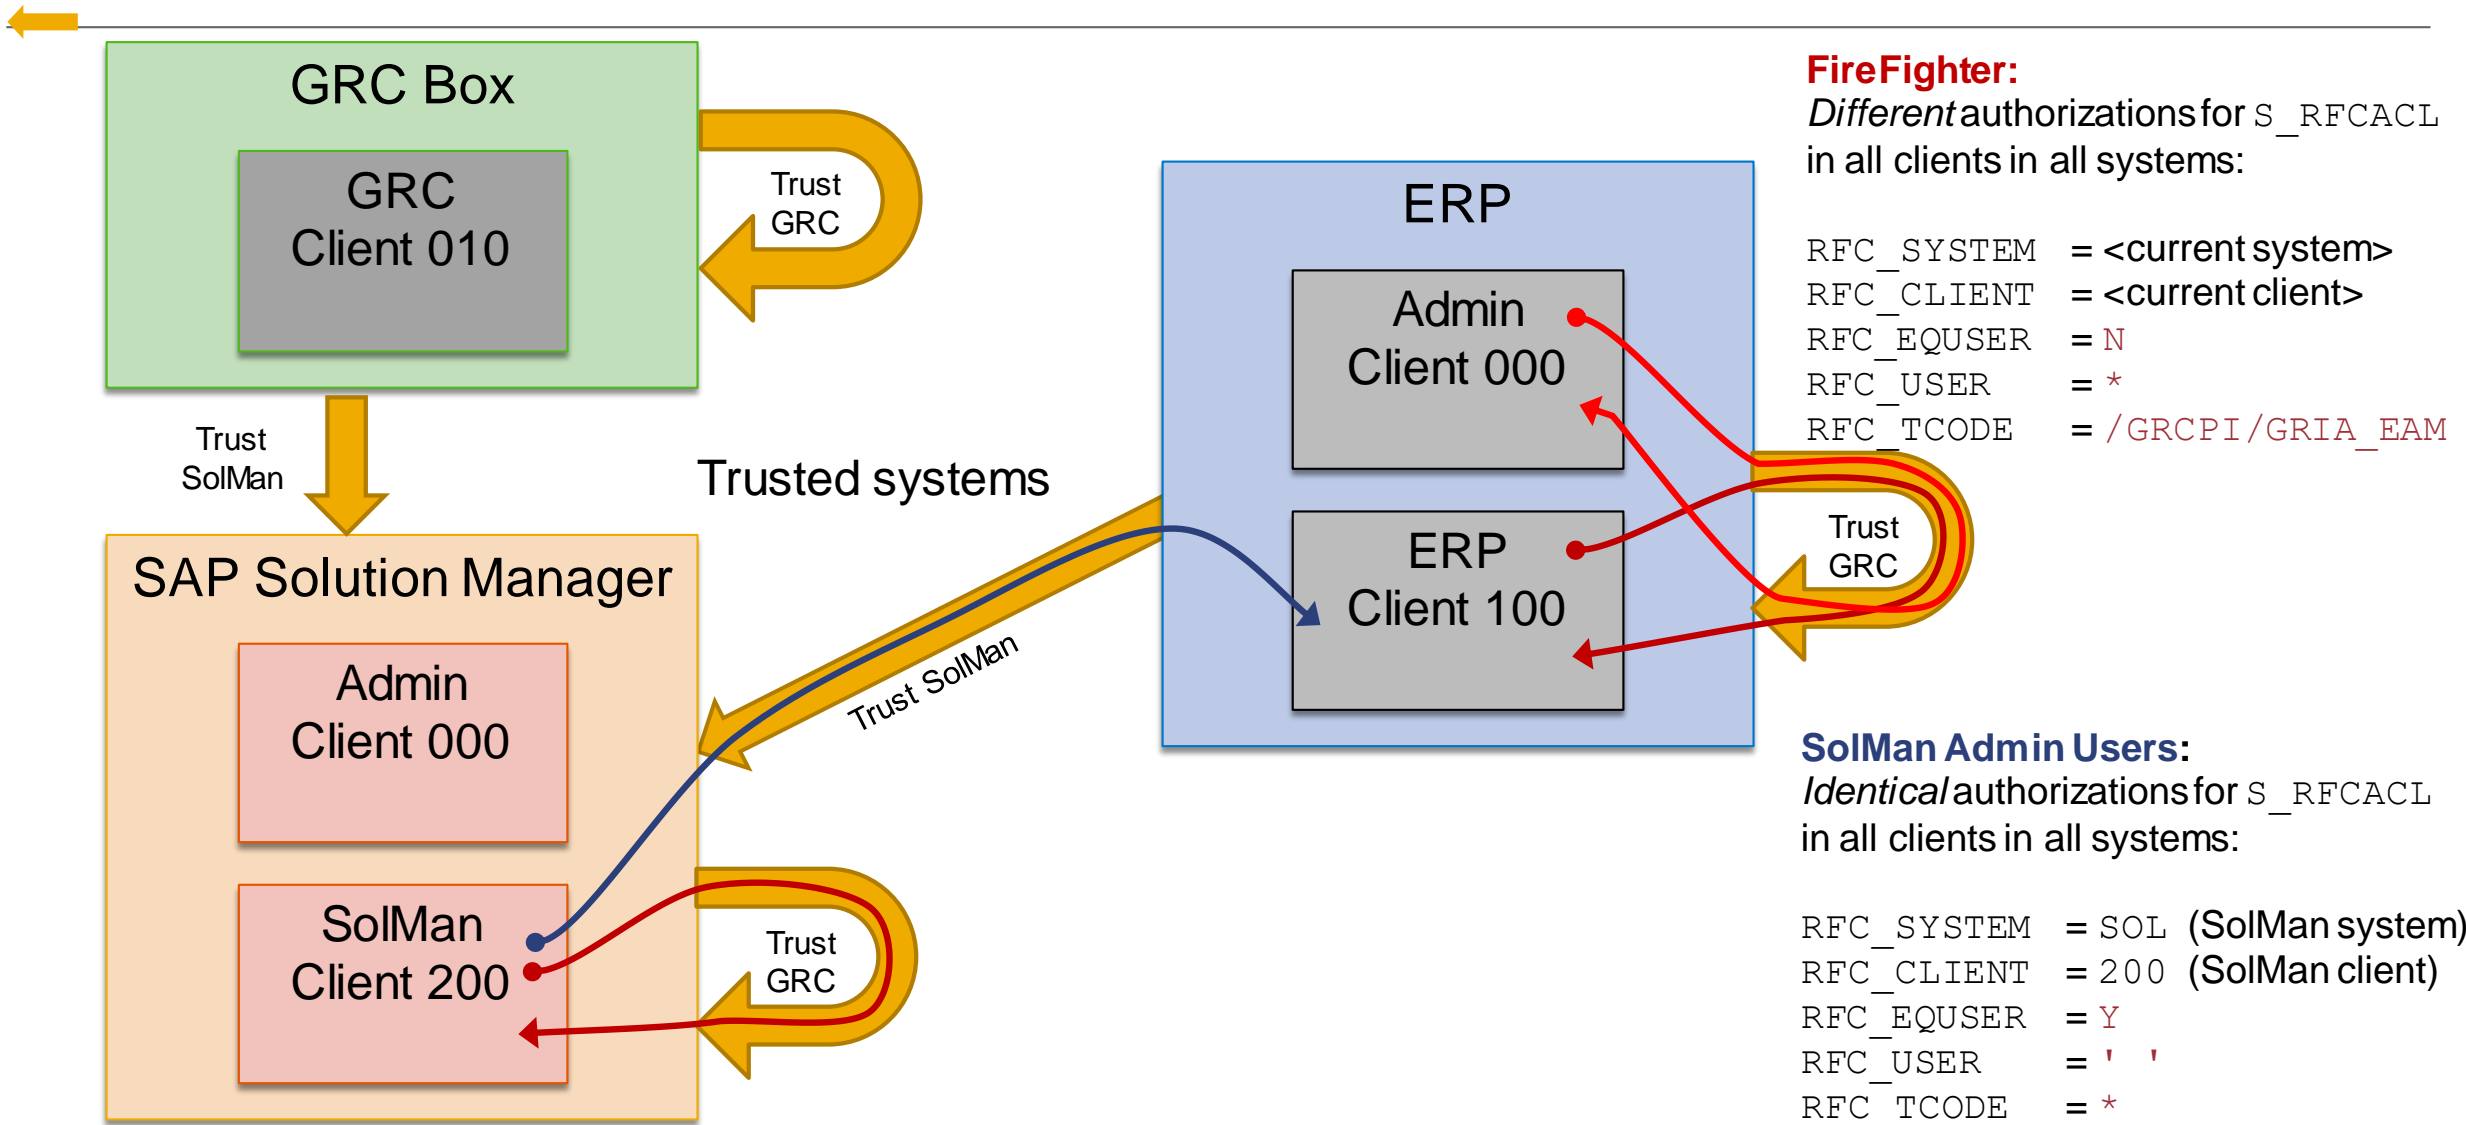 GRC Box
GRC
Client 010
Trust
GRC
Trust
SolMan
Trusted systems
SAP Solution Manager
Admin
Client 000
SolMan
Client 200
Trust
GRC
Trust SolMan
ERP
Admin
Client 000
ERP
Client 100
Trust
GRC
FireFighter:
Different authorizations for S_RFCACL
in all clients in all systems:
RFC_SYSTEM = <current system>
RFC_CLIENT = <current client>
RFC_EQUSER = N
RFC_USER = *
RFC_TCODE = /GRCPI/GRIA_EAM
SolMan Admin Users:
Identical authorizations for S_RFCACL
in all clients in all systems:
RFC_SYSTEM = SOL (SolMan system)
RFC_CLIENT = 200 (SolMan client)
RFC_EQUSER = Y
RFC_USER = ' '
RFC_TCODE = *